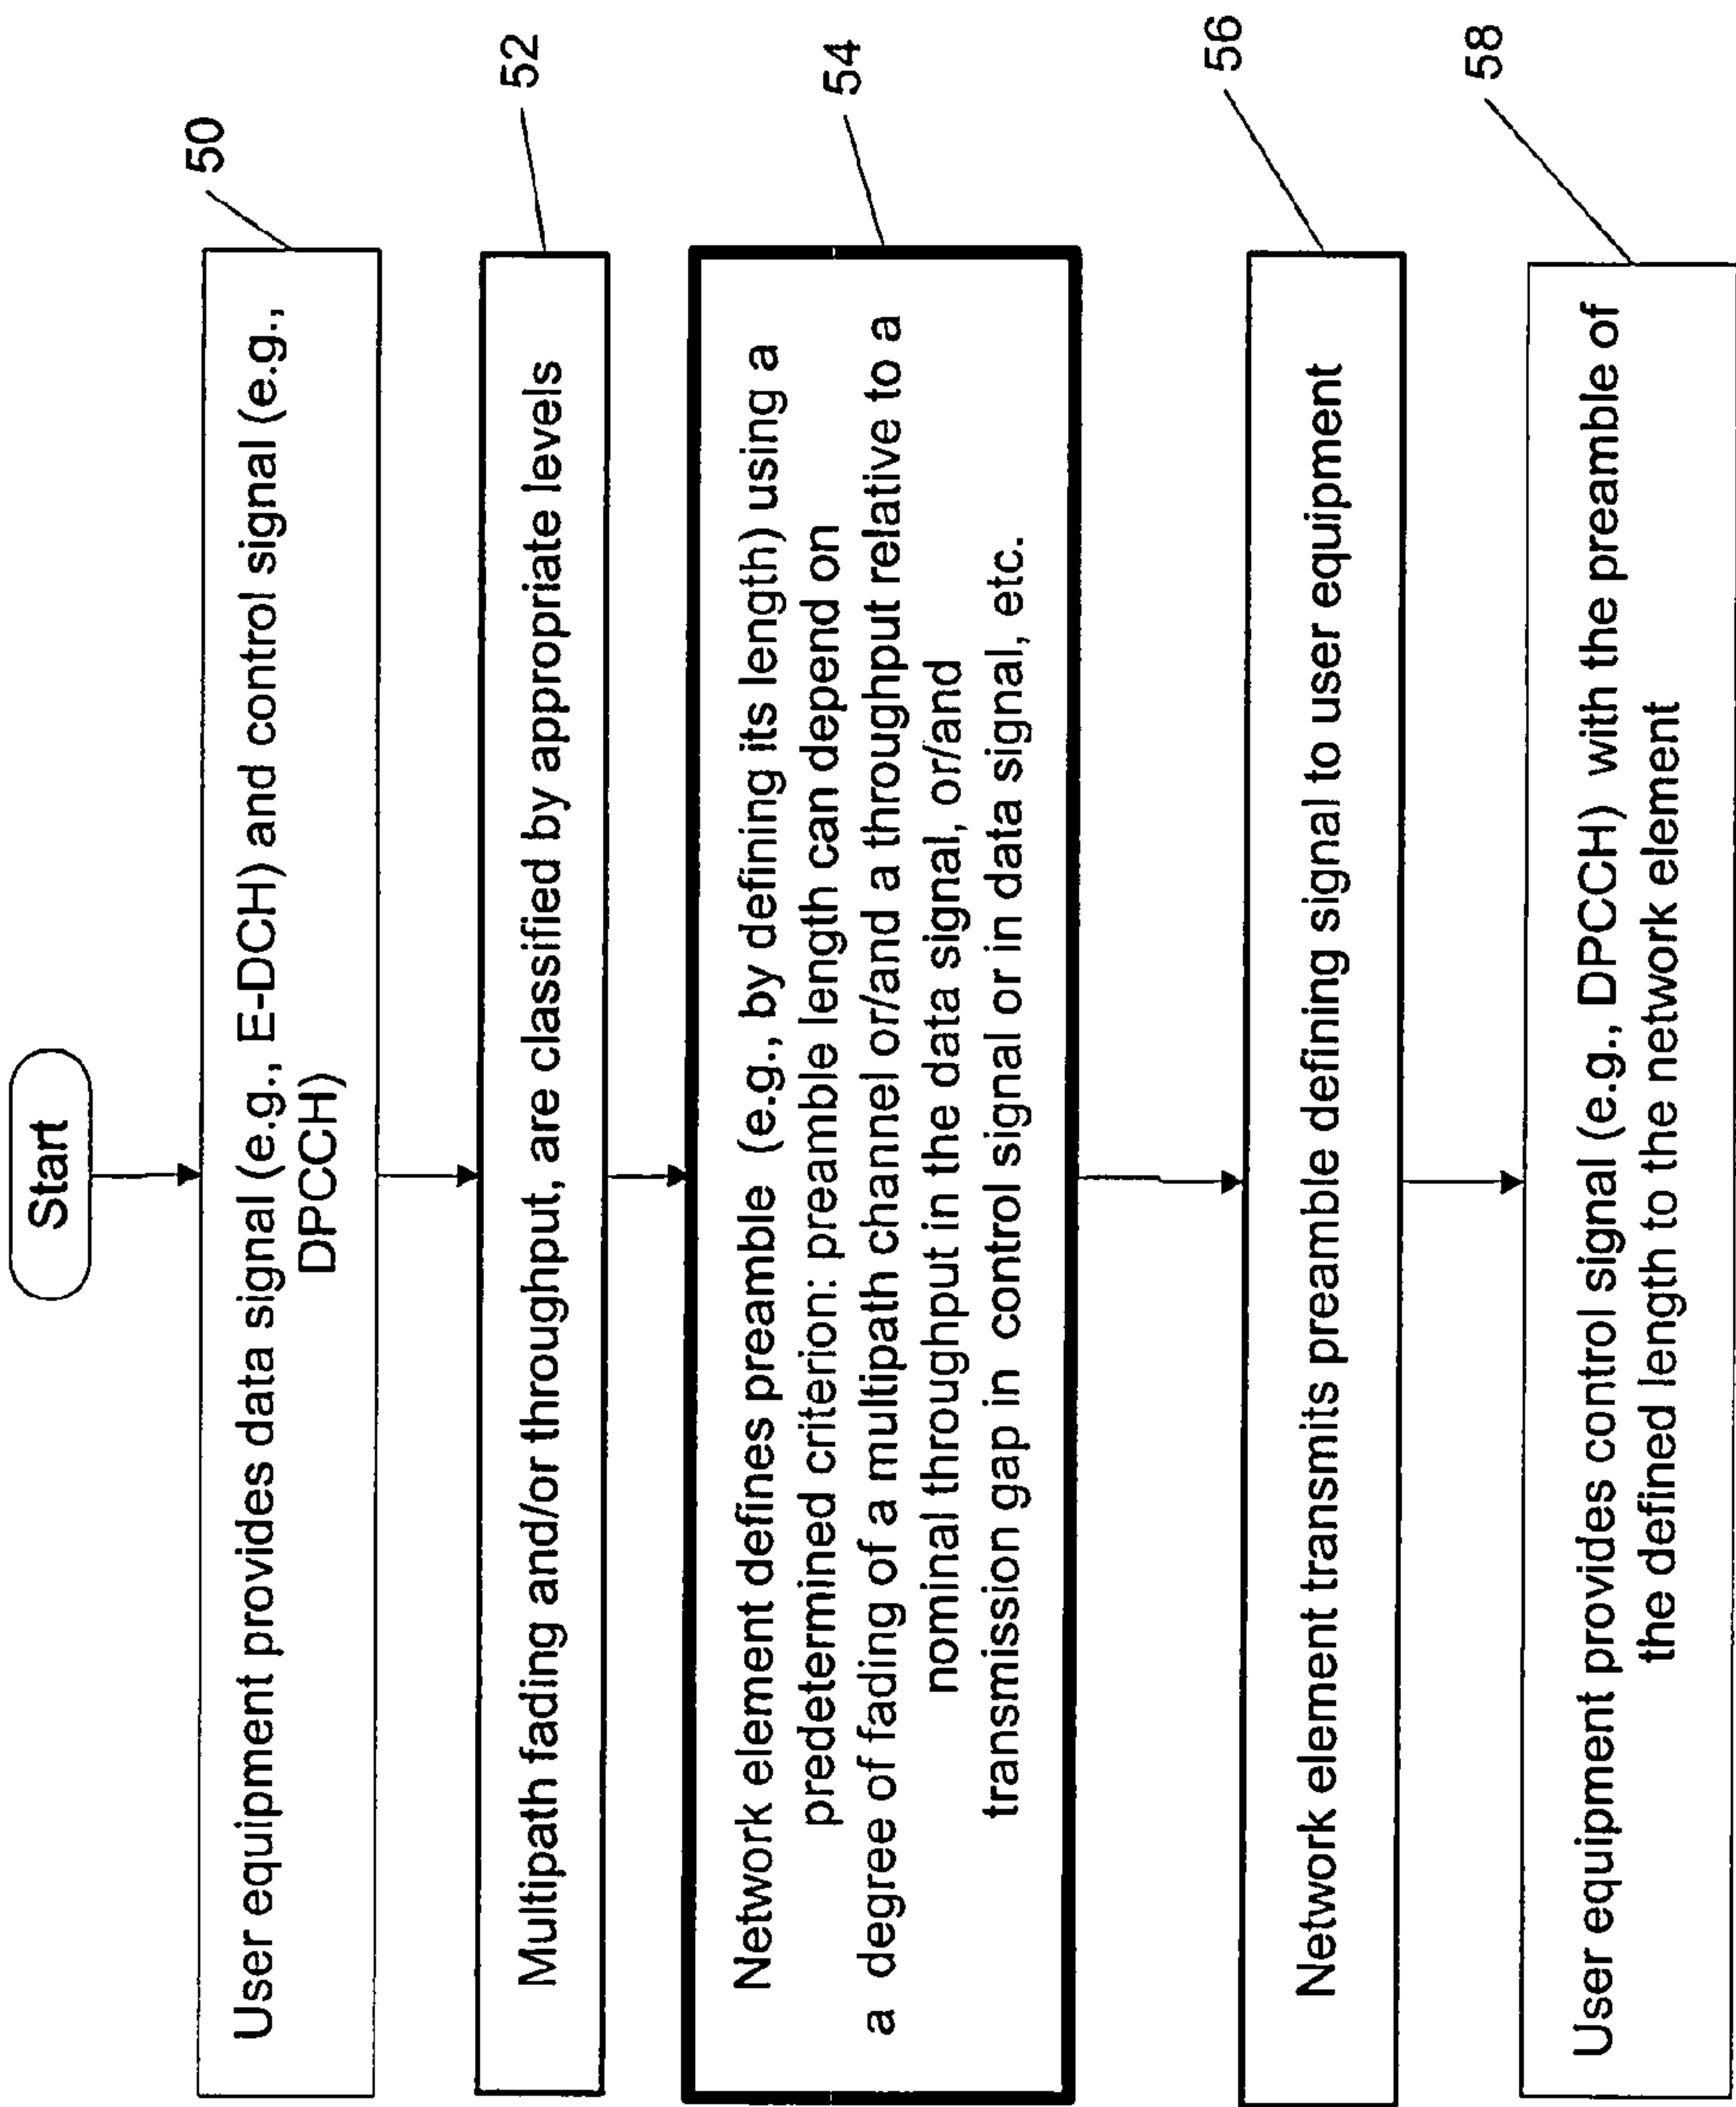 Start
50
User equipment provides data signal (e.g., E-DCH) and control signal (e.g.,
DPCCH)
52
Multipath fading and/or throughput, are classified by appropriate levels
54
Network element defines preamble (e.g., by defining its length) using a
predetermined criterion: preamble length can depend on
a degree of fading of a multipath channel or/and a throughput relative to a
nominal throughput in the data signal, or/and
transmission gap in control signal or in data signal, etc.
56
Network element transmits preamble defining signal to user equipment
58
User equipment provides control signal (e.g., DPCCH) with the preamble of
the defined length to the network element